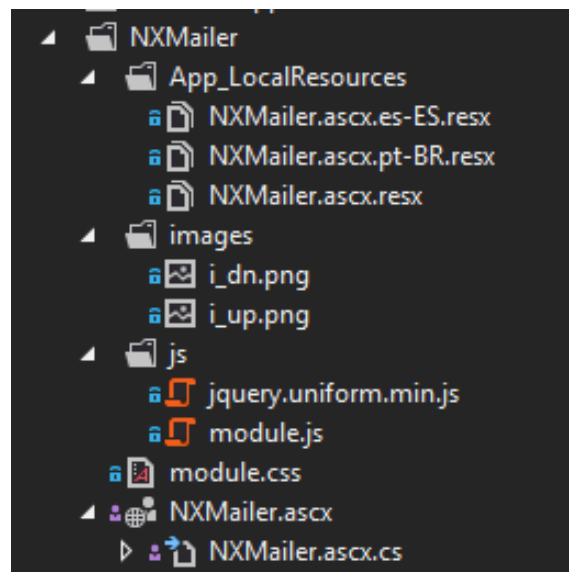 NXMailer
App_LocalResources
NXMailer.ascx.es-ES.resx
NXMailer.ascx.pt-BR.resx
NXMailer.ascx.resx
images
i_dn.png
i_up.png
js
jquery.uniform.min.js
module.js
module.css
NXMailer.ascx
NXMailer.ascx.cs